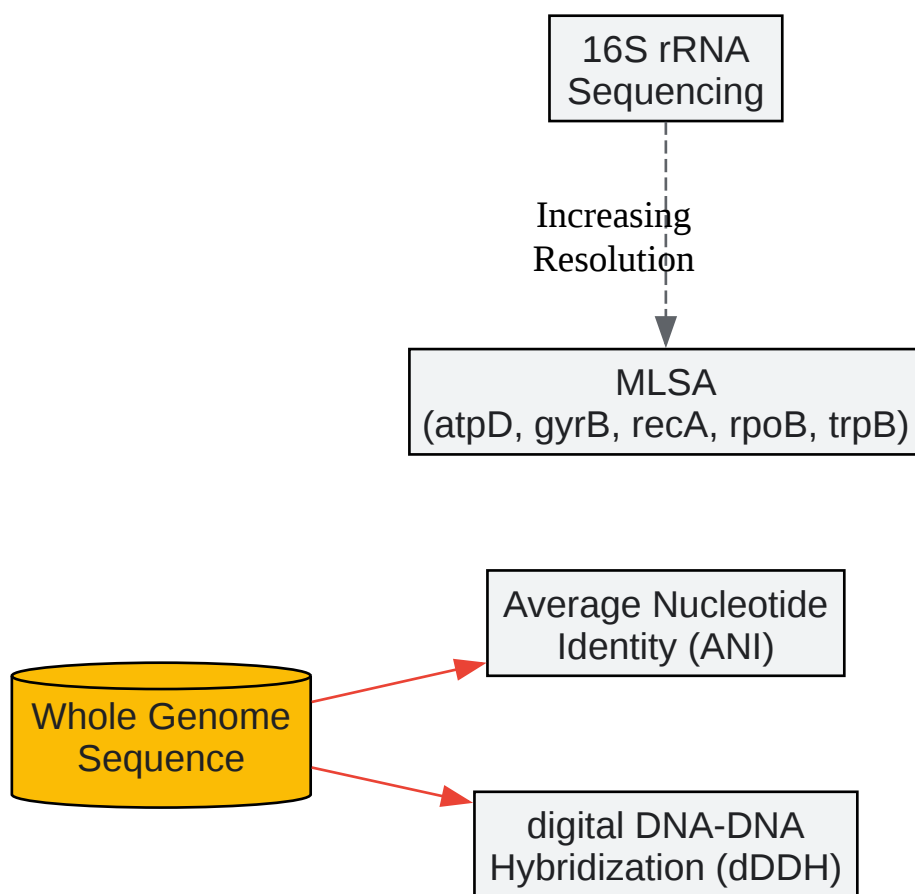 16S rRNA
Sequencing
Increasing
Resolution
MLSA
(atpD, gyrB, recA, rpoB, trpB)
Average Nucleotide
Identity (ANI)
Whole Genome
Sequence
digital DNA-DNA
Hybridization (dDDH)